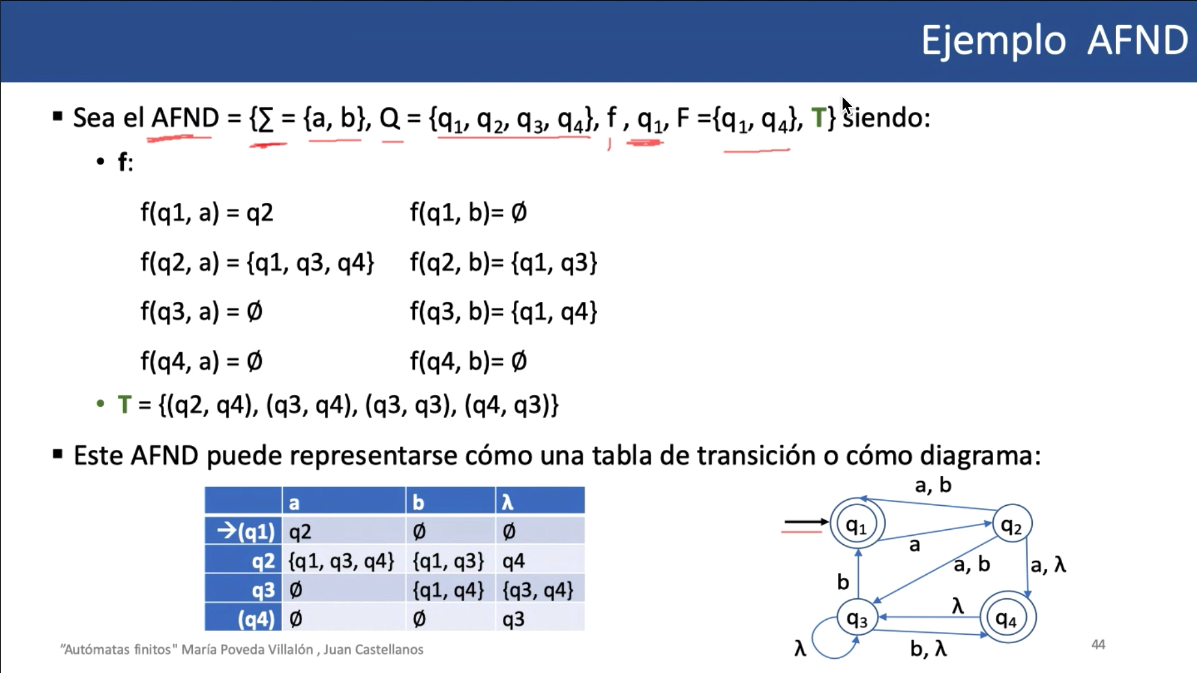 Ejemplo AFND
▪ Sea el AFND = {∑ = {a, b}, Q = {q₁, q₂, q₃, q₄}, f , q₁, F ={q₁, q₄}, T} siendo:
• f:
f(q1, a) = q2 f(q1, b)= Ø
f(q2, a) = {q1, q3, q4} f(q2, b)= {q1, q3}
f(q3, a) = Ø f(q3, b)= {q1, q4}
f(q4, a) = Ø f(q4, b)= Ø
• T = {(q2, q4), (q3, q4), (q3, q3), (q4, q3)}
▪ Este AFND puede representarse cómo una tabla de transición o cómo diagrama:
a b λ
→(q1) q2 Ø Ø
q2 {q1, q3, q4} {q1, q3} q4
q3 Ø {q1, q4} {q3, q4}
(q4) Ø Ø q3
a, b
q₁ q₂
a
a, b a, λ
b
λ
q₃ q₄
λ b, λ
"Autómatas finitos" María Poveda Villalón , Juan Castellanos
44